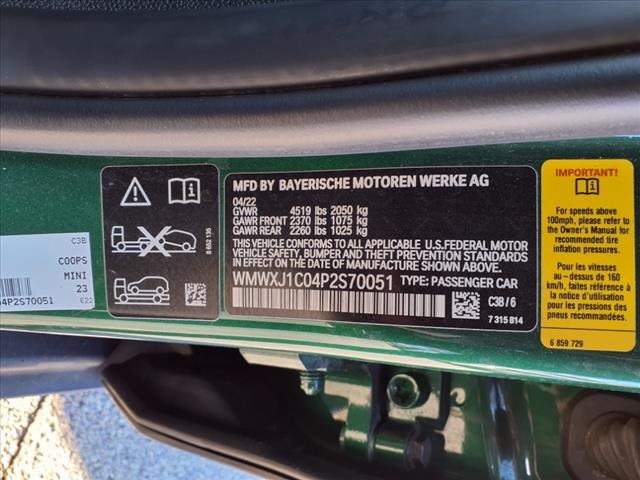 C3B
COOPS
MINI
23
04P2S70051
E22
8 652 135
MFD BY BAYERISCHE MOTOREN WERKE AG
04/22
GVWR 4519 lbs 2050 kg
GAWR FRONT 2370 lbs 1075 kg
GAWR REAR 2260 lbs 1025 kg
THIS VEHICLE CONFORMS TO ALL APPLICABLE U.S.FEDERAL MOTOR
VEHICLE SAFETY, BUMPER AND THEFT PREVENTION STANDARDS
IN EFFECT ON THE DATE OF MANUFACTURE SHOWN ABOVE.
WMWXJ1C04P2S70051 TYPE: PASSENGER CAR
C3B / 6
7 315 814
IMPORTANT!
For speeds above
100mph, please refer to
the Owner's Manual for
recommended tire
inflation pressures.
Pour les vitesses
au-delà de 160
km/h, faites référence
à la notice
d'utilisation pour les
pressions des pneus
recommandées.
6 859 729